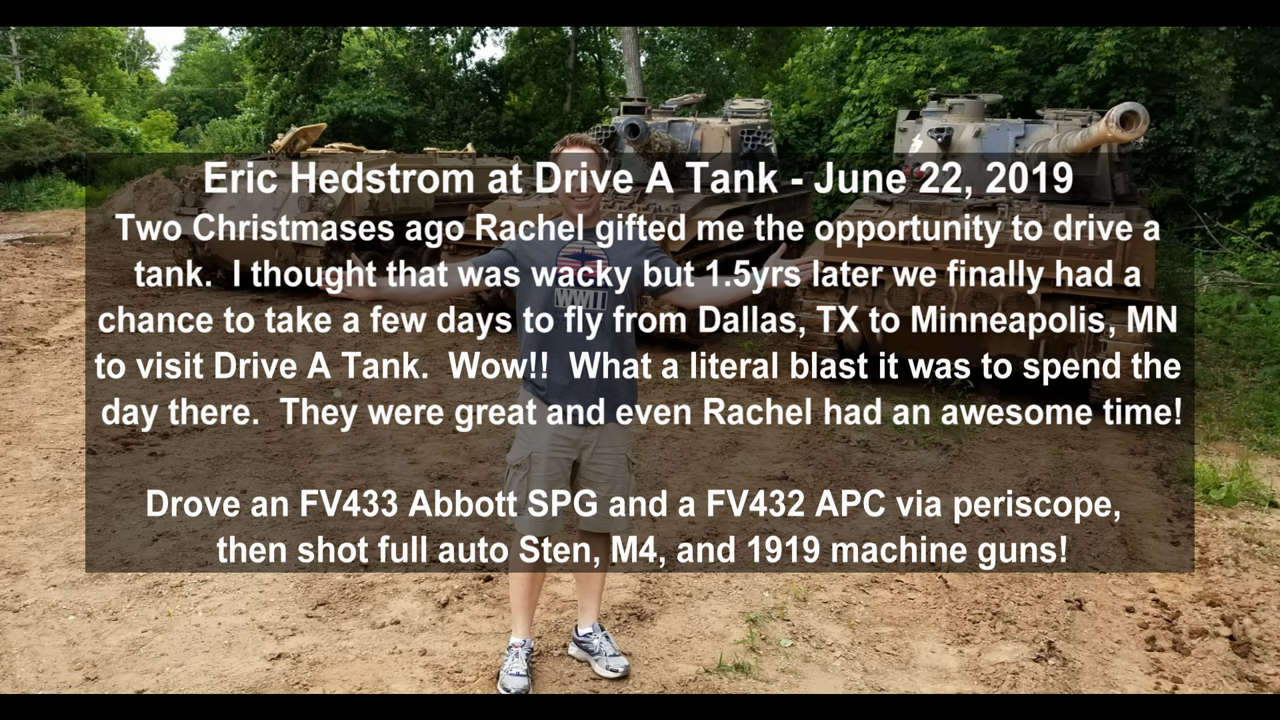 Eric Hedstrom at Drive A Tank - June 22, 2019
Two Christmases ago Rachel gifted me the opportunity to drive a
tank.  I thought that was wacky but 1.5yrs later we finally had a
chance to take a few days to fly from Dallas, TX to Minneapolis, MN
to visit Drive A Tank.  Wow!!  What a literal blast it was to spend the
day there.  They were great and even Rachel had an awesome time!
Drove an FV433 Abbott SPG and a FV432 APC via periscope,
then shot full auto Sten, M4, and 1919 machine guns!
WWII